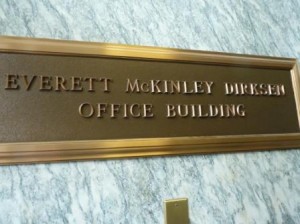 EVERETT McKINLEY DIRKSEN
OFFICE BUILDING